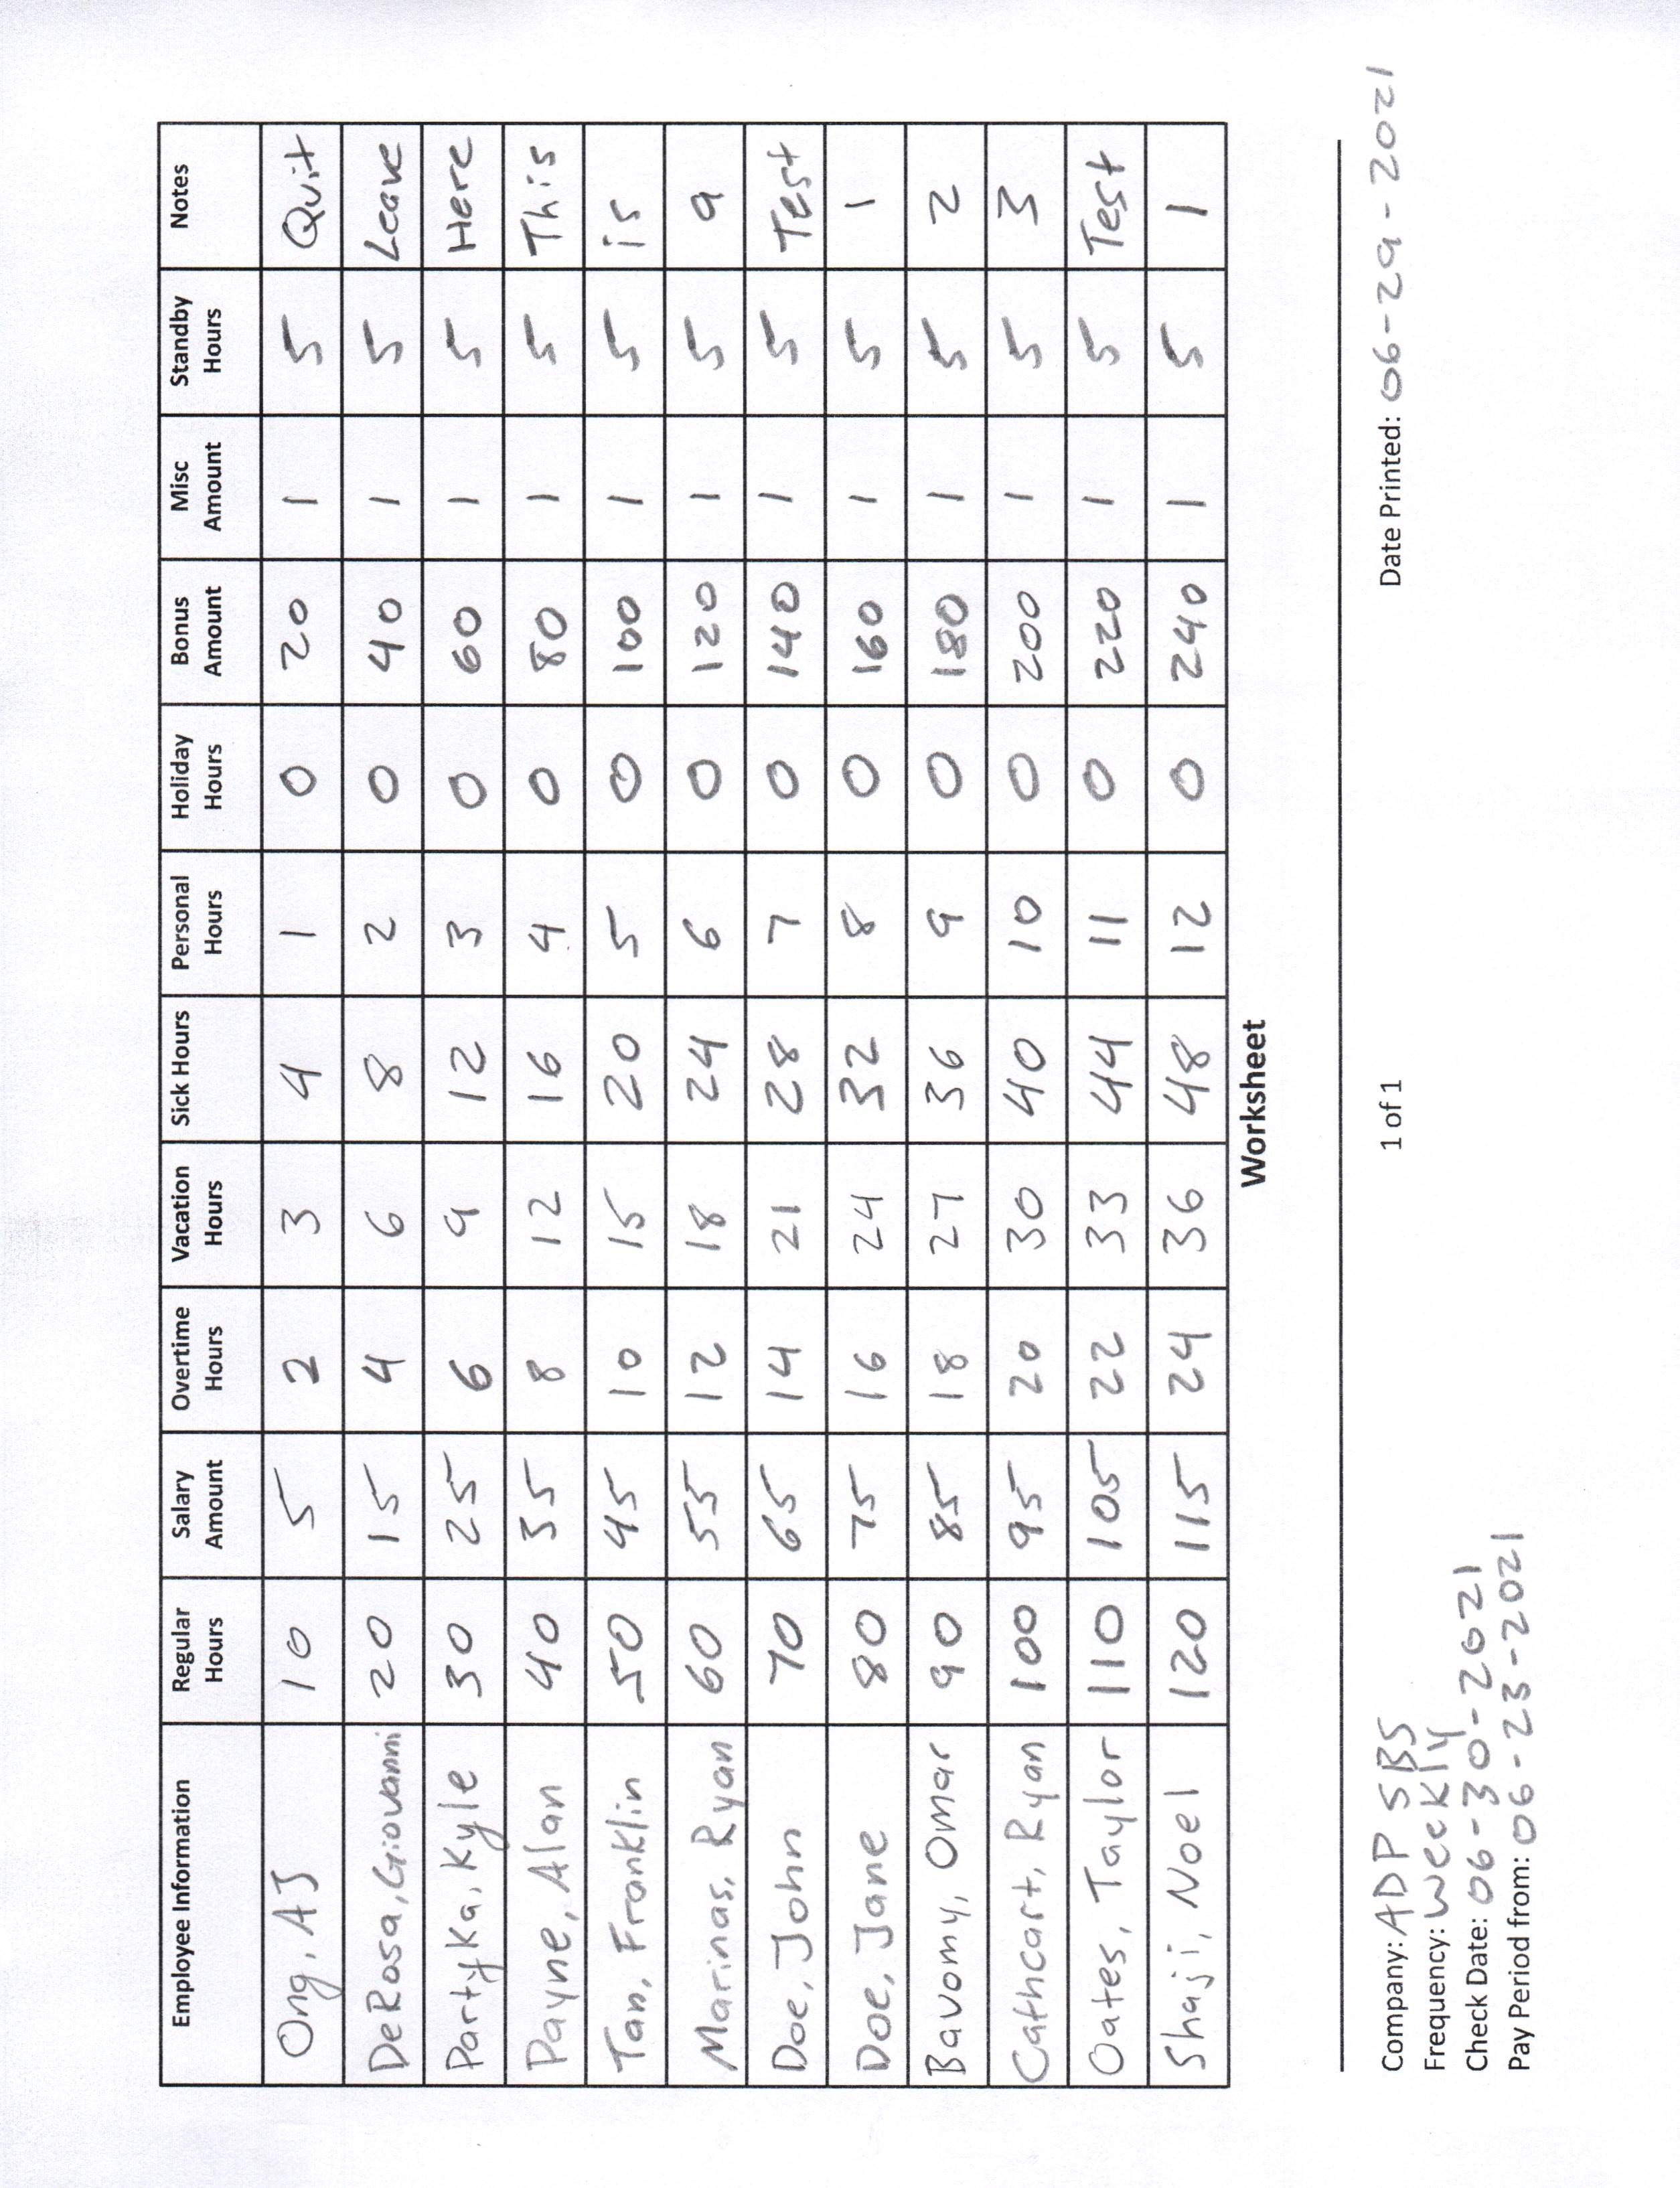 Employee Information Regular Hours Salary Amount Overtime Hours Vacation Hours Sick Hours Personal Hours Holiday Hours Bonus Amount Misc Amount Standby Hours Notes
Ong, AJ 10 5 2 3 4 1 0 20 1 5 Quit
DeRosa, Giovanni 20 15 4 6 8 2 0 40 1 5 Leave
Partyka, Kyle 30 25 6 9 12 3 0 60 1 5 Here
Payne, Alan 40 35 8 12 16 4 0 80 1 5 This
Tan, Franklin 50 45 10 15 20 5 0 100 1 5 is
Marinas, Ryan 60 55 12 18 24 6 0 120 1 5 a
Doe, John 70 65 14 21 28 7 0 140 1 5 Test
Doe, Jane 80 75 16 24 32 8 0 160 1 5 1
Bavomy, Omar 90 85 18 27 36 9 0 180 1 5 2
Cathcart, Ryan 100 95 20 30 40 10 0 200 1 5 3
Oates, Taylor 110 105 22 33 44 11 0 220 1 5 Test
Shaji, Noel 120 115 24 36 48 12 0 240 1 5 1
Worksheet
Company: ADP SBS 1 of 1 Date Printed: 06-29-2021
Frequency: Weekly
Check Date: 06-30-2021
Pay Period from: 06-23-2021